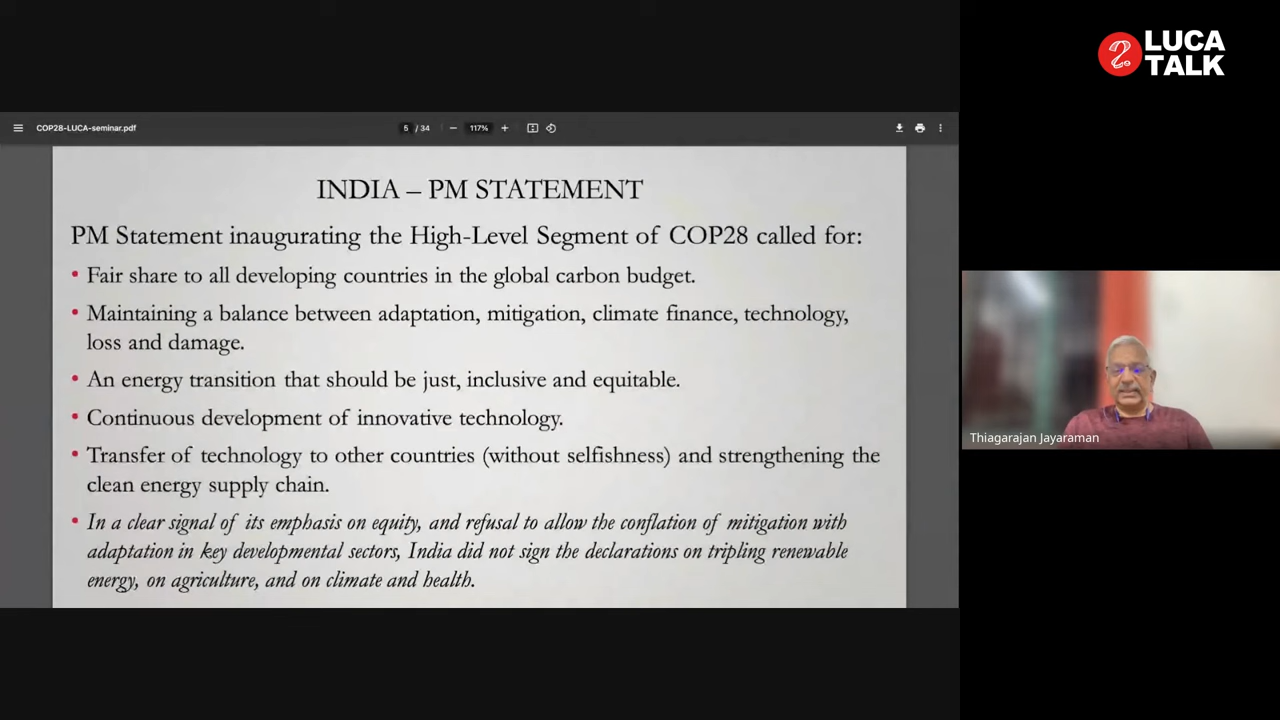 LUCA
TALK
COP28-LUCA-seminar.pdf
5 / 34
117%
INDIA – PM STATEMENT
PM Statement inaugurating the High-Level Segment of COP28 called for:
• Fair share to all developing countries in the global carbon budget.
• Maintaining a balance between adaptation, mitigation, climate finance, technology,
loss and damage.
• An energy transition that should be just, inclusive and equitable.
• Continuous development of innovative technology.
• Transfer of technology to other countries (without selfishness) and strengthening the
clean energy supply chain.
• In a clear signal of its emphasis on equity, and refusal to allow the conflation of mitigation with
adaptation in key developmental sectors, India did not sign the declarations on tripling renewable
energy, on agriculture, and on climate and health.
Thiagarajan Jayaraman